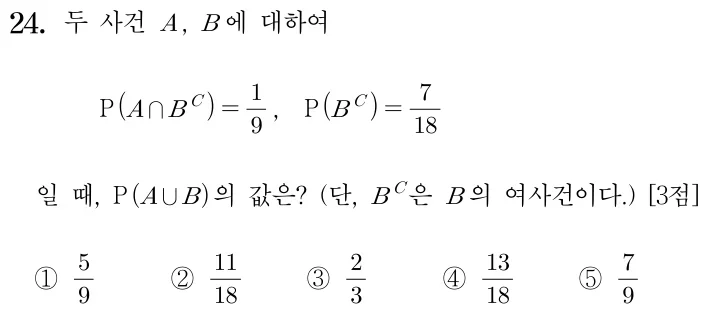 24. 두 사건 A, B에 대하여
P(A∩B^C)=1/9, P(B^C)=7/18
일 때, P(A∪B)의 값은? (단, B^C은 B의 여사건이다.) [3점]
① 5/9 ② 11/18 ③ 2/3 ④ 13/18 ⑤ 7/9